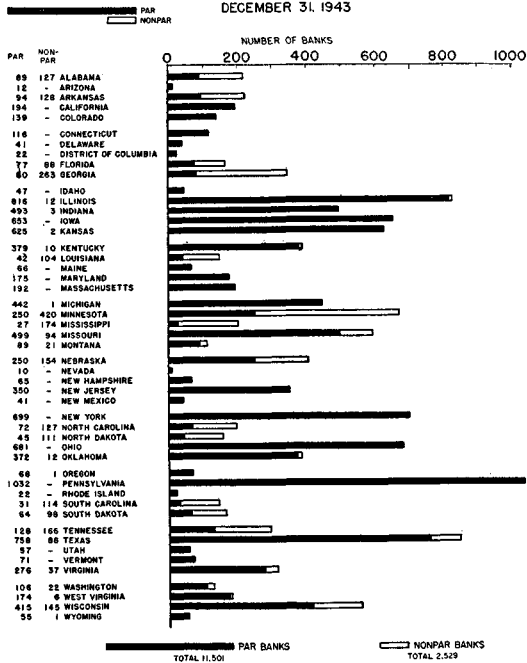 DECEMBER 31, 1943
PAR
NONPAR
NUMBER OF BANKS
PAR NON-PAR
0 200 400 600 800 1000
89 127 ALABAMA
12 - ARIZONA
94 128 ARKANSAS
194 - CALIFORNIA
139 - COLORADO
116 - CONNECTICUT
41 - DELAWARE
22 - DISTRICT OF COLUMBIA
77 88 FLORIDA
80 263 GEORGIA
47 - IDAHO
816 12 ILLINOIS
493 3 INDIANA
653 - IOWA
625 2 KANSAS
379 10 KENTUCKY
42 104 LOUISIANA
66 - MAINE
175 - MARYLAND
192 - MASSACHUSETTS
442 1 MICHIGAN
250 420 MINNESOTA
27 174 MISSISSIPPI
499 94 MISSOURI
89 21 MONTANA
250 154 NEBRASKA
10 - NEVADA
65 - NEW HAMPSHIRE
350 - NEW JERSEY
41 - NEW MEXICO
699 - NEW YORK
72 127 NORTH CAROLINA
45 111 NORTH DAKOTA
681 - OHIO
372 12 OKLAHOMA
68 1 OREGON
1032 - PENNSYLVANIA
22 - RHODE ISLAND
31 114 SOUTH CAROLINA
64 98 SOUTH DAKOTA
128 166 TENNESSEE
758 86 TEXAS
57 - UTAH
71 - VERMONT
276 37 VIRGINIA
106 22 WASHINGTON
174 6 WEST VIRGINIA
415 145 WISCONSIN
55 1 WYOMING
PAR BANKS NONPAR BANKS
TOTAL 11,501 TOTAL 2,529